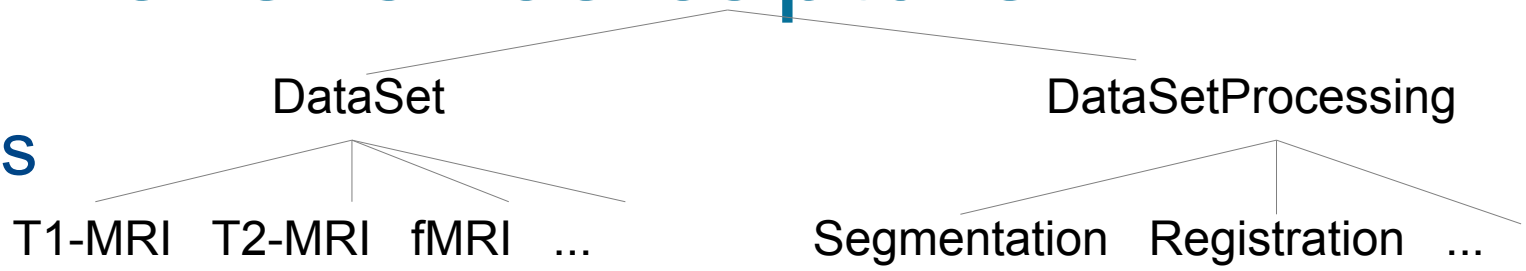 DataSet DataSetProcessing
s
T1-MRI T2-MRI fMRI ... Segmentation Registration ...